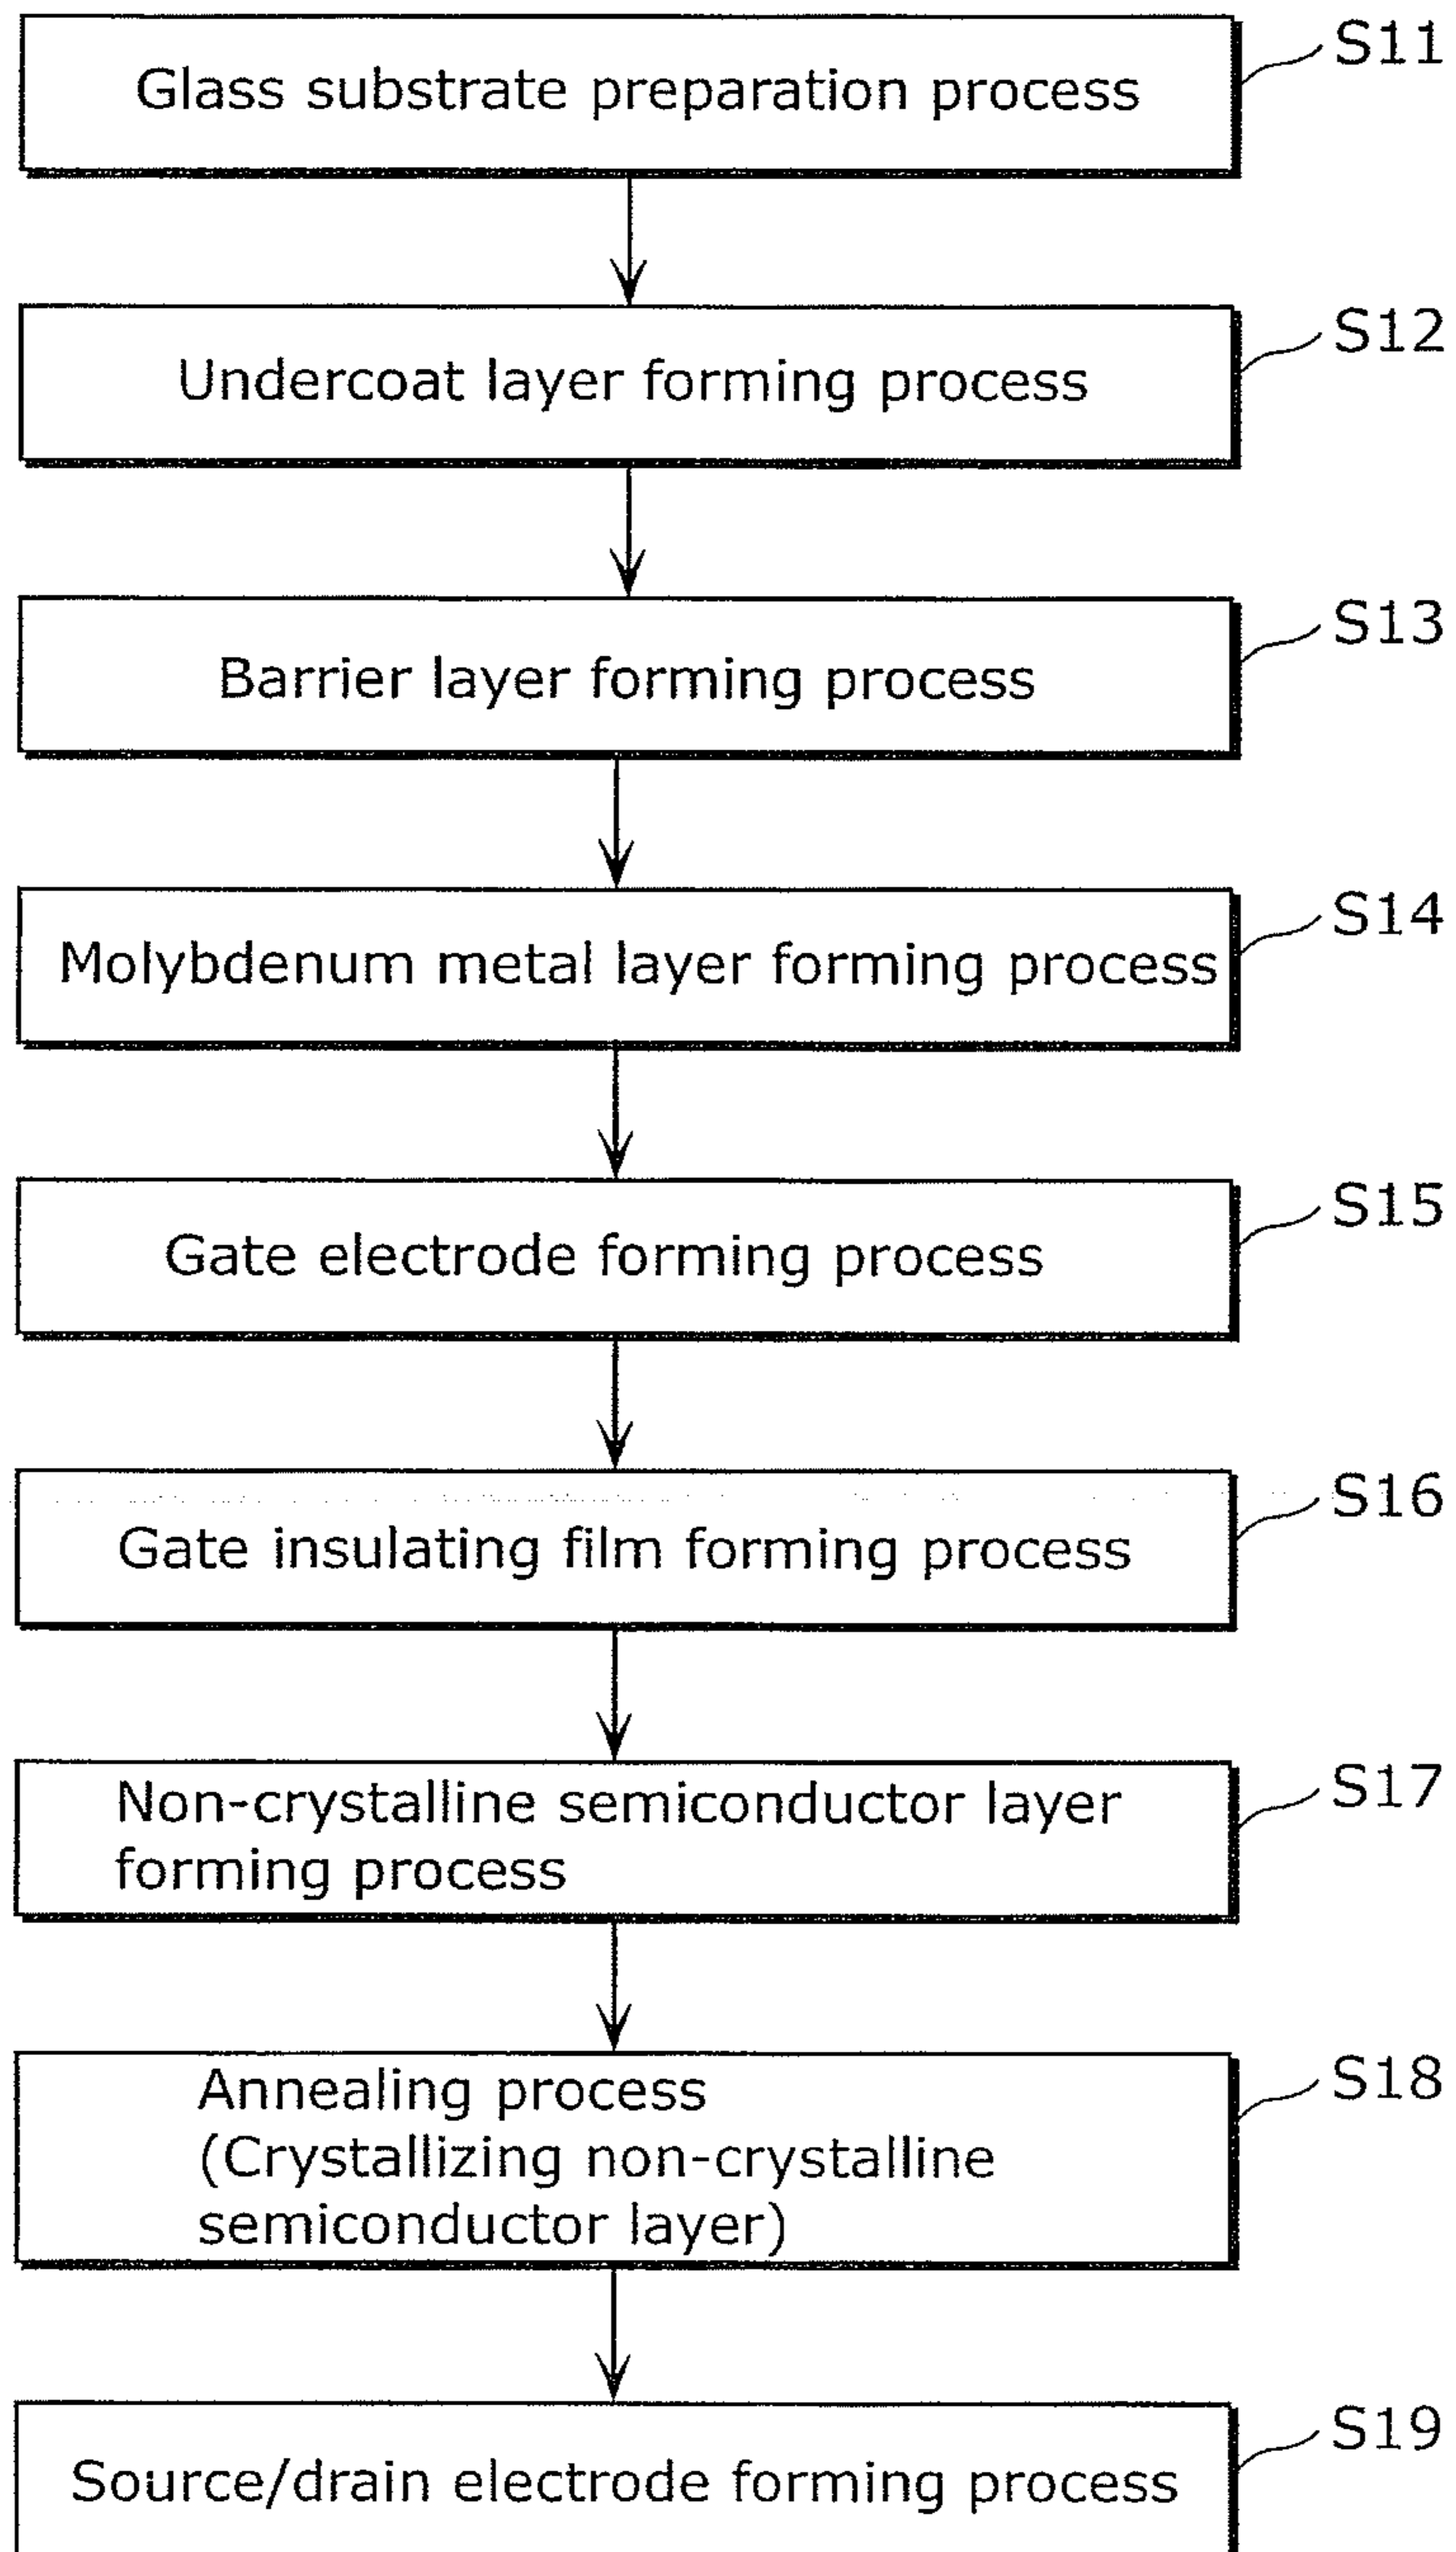 Glass substrate preparation process
S11
Undercoat layer forming process
S12
Barrier layer forming process
S13
Molybdenum metal layer forming process
S14
Gate electrode forming process
S15
Gate insulating film forming process
S16
Non-crystalline semiconductor layer
forming process
S17
Annealing process
(Crystallizing non-crystalline
semiconductor layer)
S18
Source/drain electrode forming process
S19